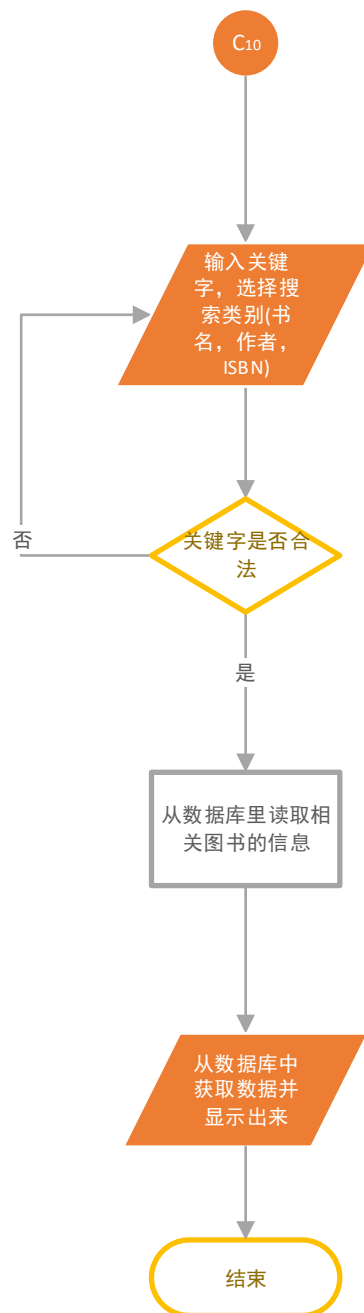 C10
输入关键
字，选择搜
索类别(书
名，作者，
ISBN)
关键字是否合
法
否
是
从数据库里读取相
关图书的信息
从数据库中
获取数据并
显示出来
结束